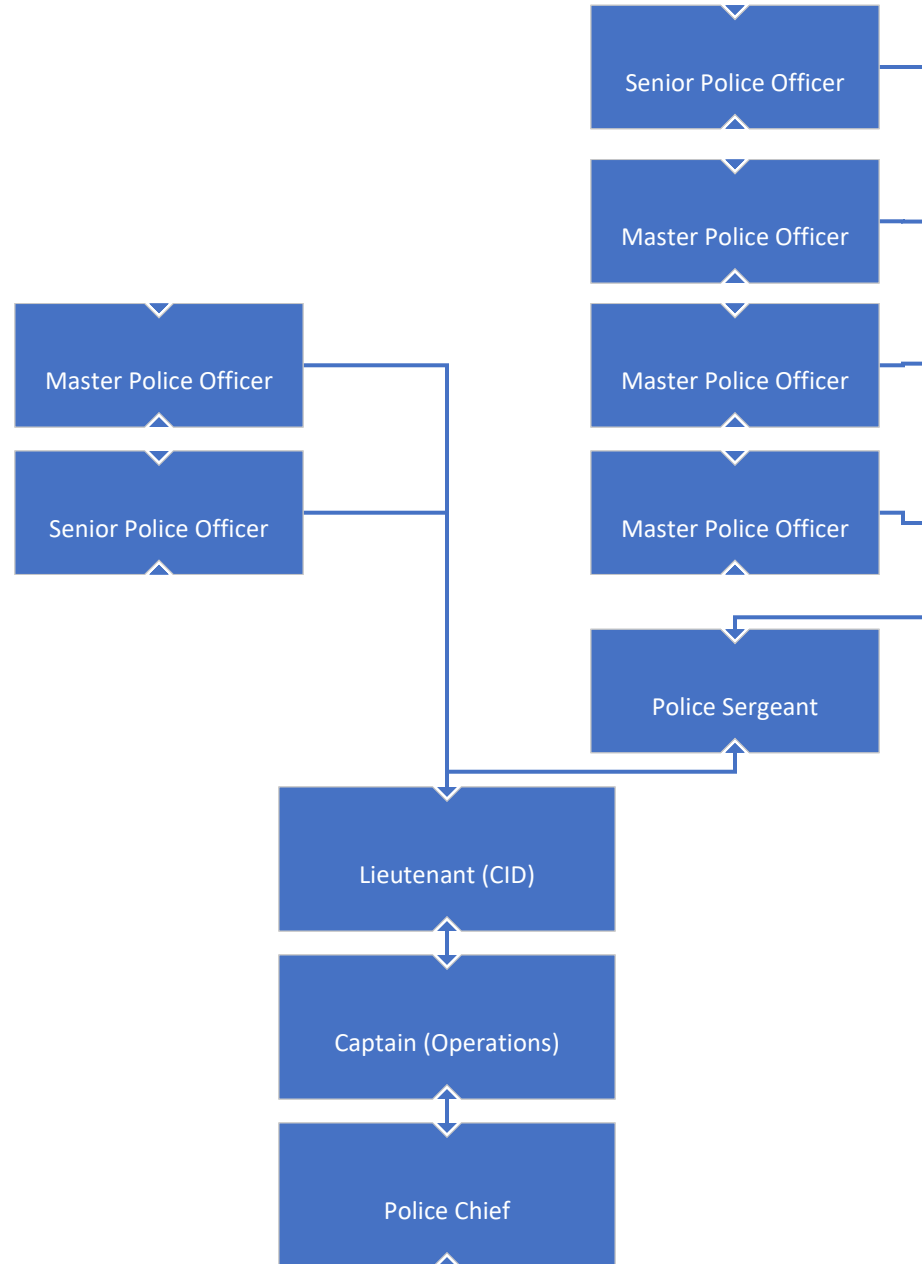 Senior Police Officer
Master Police Officer
Master Police Officer
Master Police Officer
Senior Police Officer
Master Police Officer
Police Sergeant
Lieutenant (CID)
Captain (Operations)
Police Chief